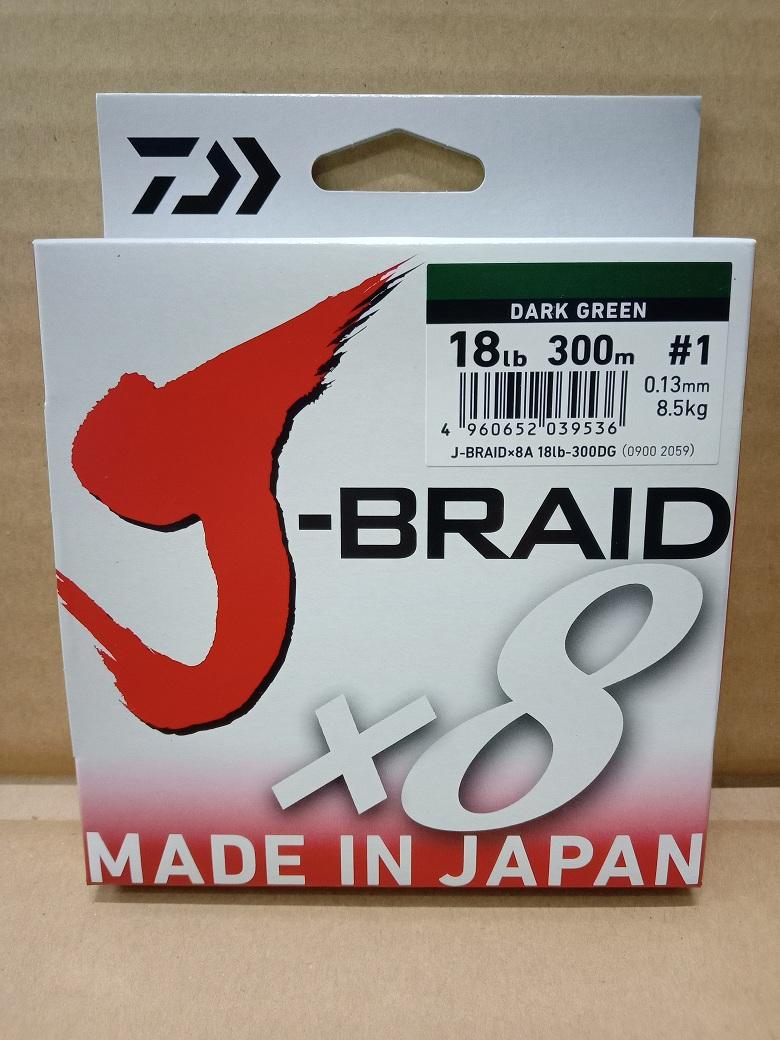 DARK GREEN
18lb 300m #1
0.13mm
8.5kg
4 960652 039536
J-BRAID×8A 18lb-300DG (0900 2059)
J-BRAID
×8
MADE IN JAPAN